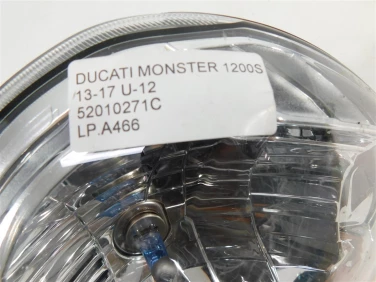 DUCATI MONSTER 1200S
13-17 U-12
52010271C
LP.A466